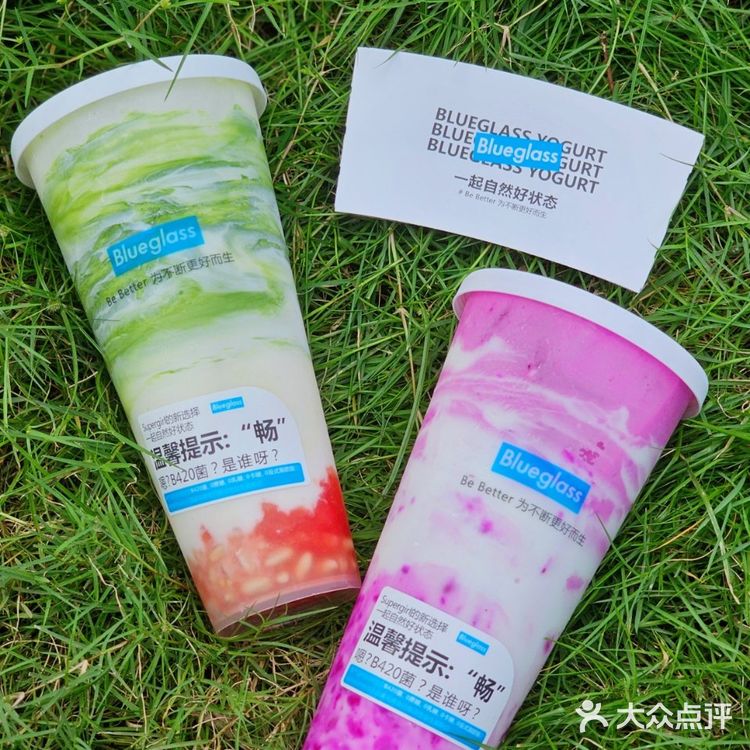 Blueglass
Be Better 为不断更好而生
Supergirl的新选择
一起自然好状态
Blueglass
温馨提示：“畅”
嗯？B420菌？是谁呀？
BLUEGLASS YOGURT
BLUEGLASS YOGURT
Blueglass
BLUEGLASS YOGURT
一起自然好状态
# Be Better 为不断更好而生
Blueglass
Be Better 为不断更好而生
Supergirl的新选择
一起自然好状态
Blueglass
温馨提示：“畅”
嗯？B420菌？是谁呀？
大众点评